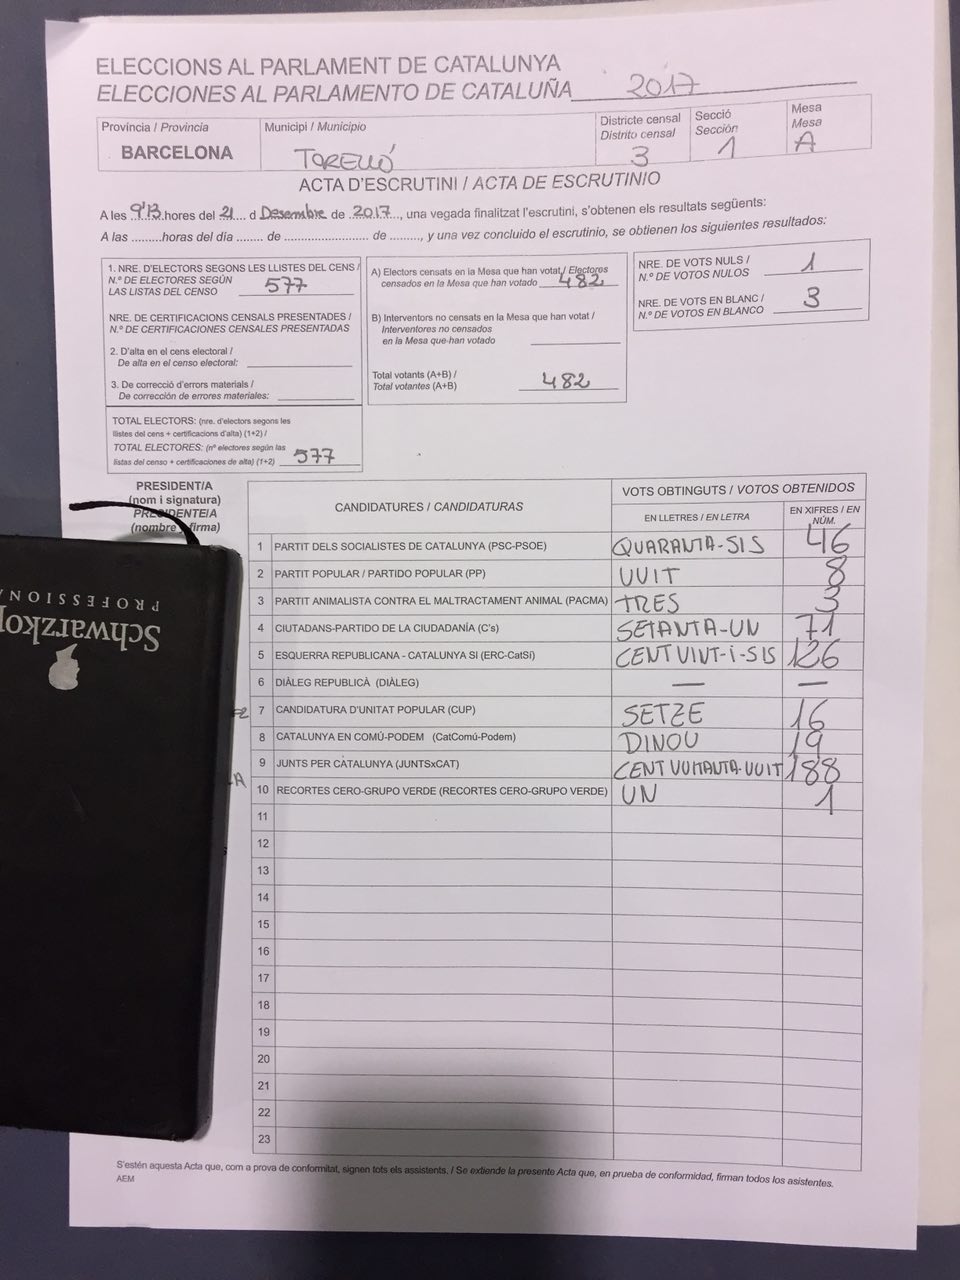 ELECCIONS AL PARLAMENT DE CATALUNYA
ELECCIONES AL PARLAMENTO DE CATALUÑA 2017
Província / Provincia
BARCELONA
Municipi / Municipio
TORELLÓ
Districte censal
Distrito censal
3
Secció
Sección
1
Mesa
Mesa
A
ACTA D'ESCRUTINI / ACTA DE ESCRUTINIO
A les 9'13 hores del 21 d Desembre de 2017, una vegada finalitzat l'escrutini, s'obtenen els resultats següents:
A las .........horas del día ........ de ........................ de ........, y una vez concluido el escrutinio, se obtienen los siguientes resultados:
1. NRE. D'ELECTORS SEGONS LES LLISTES DEL CENS /
N.º DE ELECTORES SEGÚN
LAS LISTAS DEL CENSO 577
NRE. DE CERTIFICACIONS CENSALS PRESENTADES /
N.º DE CERTIFICACIONES CENSALES PRESENTADAS
2. D'alta en el cens electoral /
De alta en el censo electoral:
3. De correcció d'errors materials /
De corrección de errores materiales:
TOTAL ELECTORS: (nre. d'electors segons les
llistes del cens + certificacions d'alta) (1+2) /
TOTAL ELECTORES: (nº electores según las
listas del censo + certificaciones de alta) (1+2) 577
A) Electors censats en la Mesa que han votat / Electores
censados en la Mesa que han votado 482
B) Interventors no censats en la Mesa que han votat /
Interventores no censados
en la Mesa que han votado
Total votants (A+B) /
Total votantes (A+B) 482
NRE. DE VOTS NULS /
N.º DE VOTOS NULOS 1
NRE. DE VOTS EN BLANC /
N.º DE VOTOS EN BLANCO 3
PRESIDENT/A
(nom i signatura)
PRESIDENTE/A
(nombre firma)
CANDIDATURES / CANDIDATURAS
VOTS OBTINGUTS / VOTOS OBTENIDOS
EN LLETRES / EN LETRA
EN XIFRES / EN NÚM.
1 PARTIT DELS SOCIALISTES DE CATALUNYA (PSC-PSOE) QUARANTA-SIS 46
2 PARTIT POPULAR / PARTIDO POPULAR (PP) VUIT 8
3 PARTIT ANIMALISTA CONTRA EL MALTRACTAMENT ANIMAL (PACMA) TRES 3
4 CIUTADANS-PARTIDO DE LA CIUDADANÍA (C's) SETANTA-UN 71
5 ESQUERRA REPUBLICANA - CATALUNYA SI (ERC-CatSí) CENT VINT-I-SIS 126
6 DIÀLEG REPUBLICÀ (DIÀLEG) — —
7 CANDIDATURA D'UNITAT POPULAR (CUP) SETZE 16
8 CATALUNYA EN COMÚ-PODEM (CatComú-Podem) DINOU 19
9 JUNTS PER CATALUNYA (JUNTSxCAT) CENT VUITANTA-VUIT 188
10 RECORTES CERO-GRUPO VERDE (RECORTES CERO-GRUPO VERDE) UN 1
11
12
13
14
15
16
17
18
19
20
21
22
23
S'estén aquesta Acta que, com a prova de conformitat, signen tots els assistents. / Se extiende la presente Acta que, en prueba de conformidad, firman todos los asistentes.
AEM
Schwarzkop
PROFESSIONA